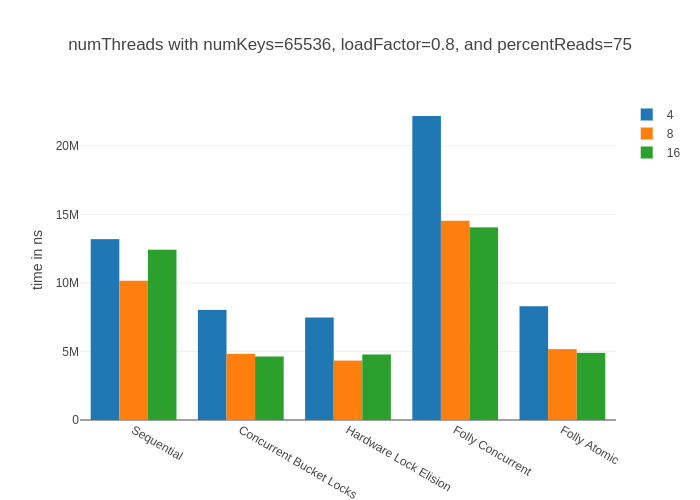 numThreads with numKeys=65536, loadFactor=0.8, and percentReads=75
4
8
16
20M
15M
10M
5M
0
time in ns
Sequential
Concurrent Bucket Locks
Hardware Lock Elision
Folly Concurrent
Folly Atomic